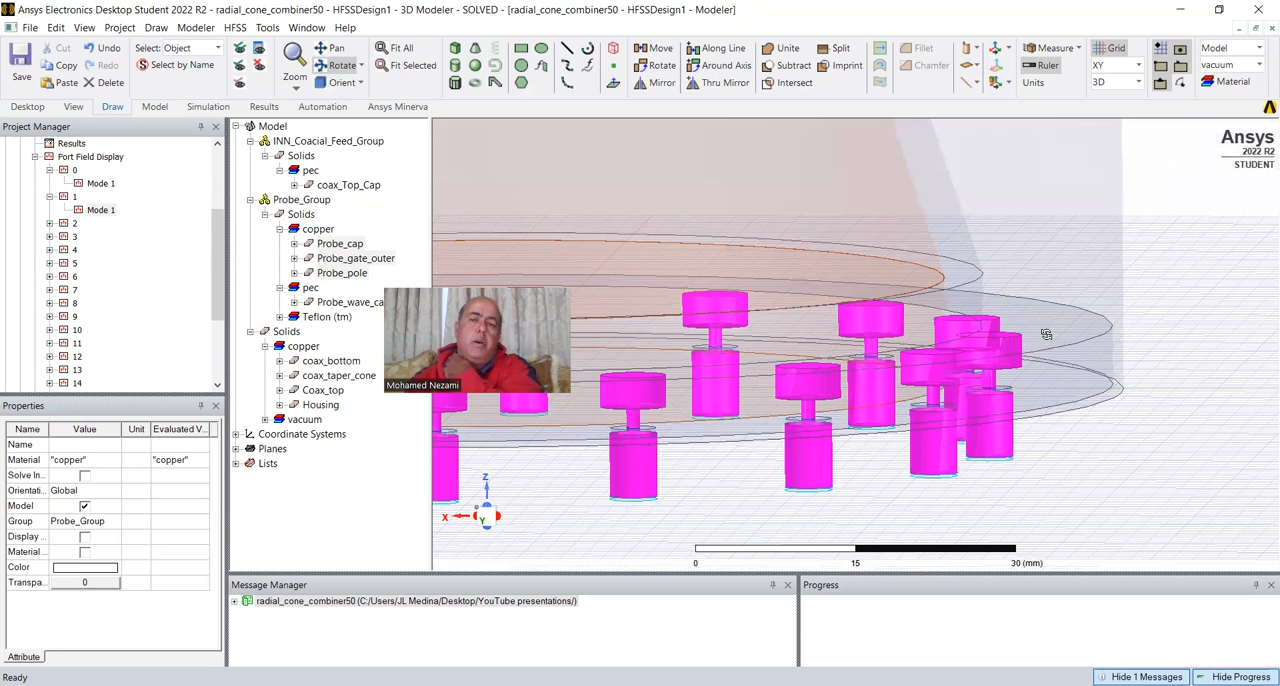 Ansys Electronics Desktop Student 2022 R2 - radial_cone_combiner50 - HFSSDesign1 - 3D Modeler - SOLVED - [radial_cone_combiner50 - HFSSDesign1 - Modeler]
File Edit View Project Draw Modeler HFSS Tools Window Help
Save
Cut Undo
Copy Redo
Paste Delete
Select: Object
Select by Name
Zoom
Pan
Rotate
Orient
Fit All
Fit Selected
Move Along Line Unite Split Fillet
Rotate Around Axis Subtract Imprint Chamfer
Mirror Thru Mirror Intersect
Measure Grid
Ruler XY
Units 3D
Model
vacuum
Material
Desktop View Draw Model Simulation Results Automation Ansys Minerva
Project Manager
Results
Port Field Display
0
Mode 1
1
Mode 1
2
3
4
5
6
7
8
9
10
11
12
13
14
Properties
Name Value Unit Evaluated V...
Name
Material "copper" "copper"
Solve In...
Orientati... Global
Model
Group Probe_Group
Display ...
Material ...
Color
Transpa... 0
Attribute
Model
INN_Coacial_Feed_Group
Solids
pec
coax_Top_Cap
Probe_Group
Solids
copper
Probe_cap
Probe_gate_outer
Probe_pole
pec
Probe_wave_ca
Teflon (tm)
Solids
copper
coax_bottom
coax_taper_cone
Coax_top
Housing
vacuum
Coordinate Systems
Planes
Lists
Mohamed Nezami
Ansys
2022 R2
STUDENT
Z
X
Y
0 15 30 (mm)
Message Manager
radial_cone_combiner50 (C:/Users/JL Medina/Desktop/YouTube presentations/)
Progress
Ready
Hide 1 Messages Hide Progress